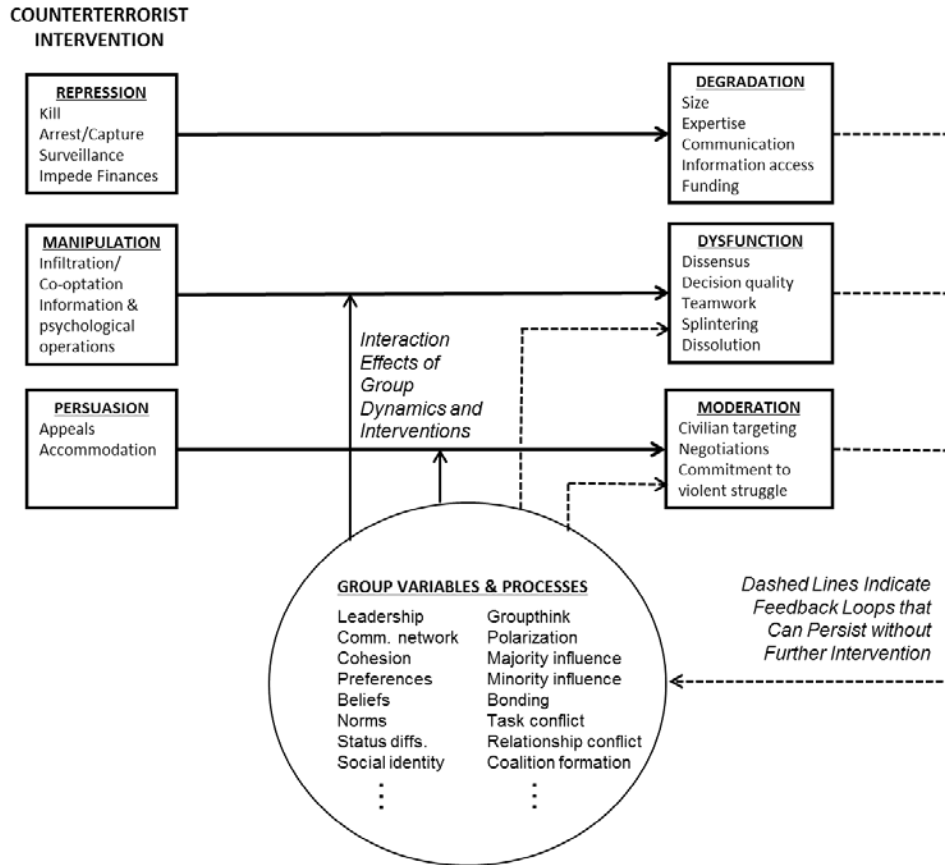 COUNTERTERRORIST
INTERVENTION
REPRESSION
Kill
Arrest/Capture
Surveillance
Impede Finances
DEGRADATION
Size
Expertise
Communication
Information access
Funding
MANIPULATION
Infiltration/
Co-optation
Information &
psychological
operations
DYSFUNCTION
Dissensus
Decision quality
Teamwork
Splintering
Dissolution
Interaction
Effects of
Group
Dynamics and
Interventions
PERSUASION
Appeals
Accommodation
MODERATION
Civilian targeting
Negotiations
Commitment to
violent struggle
GROUP VARIABLES & PROCESSES
Leadership
Comm. network
Cohesion
Preferences
Beliefs
Norms
Status diffs.
Social identity
Groupthink
Polarization
Majority influence
Minority influence
Bonding
Task conflict
Relationship conflict
Coalition formation
Dashed Lines Indicate
Feedback Loops that
Can Persist without
Further Intervention